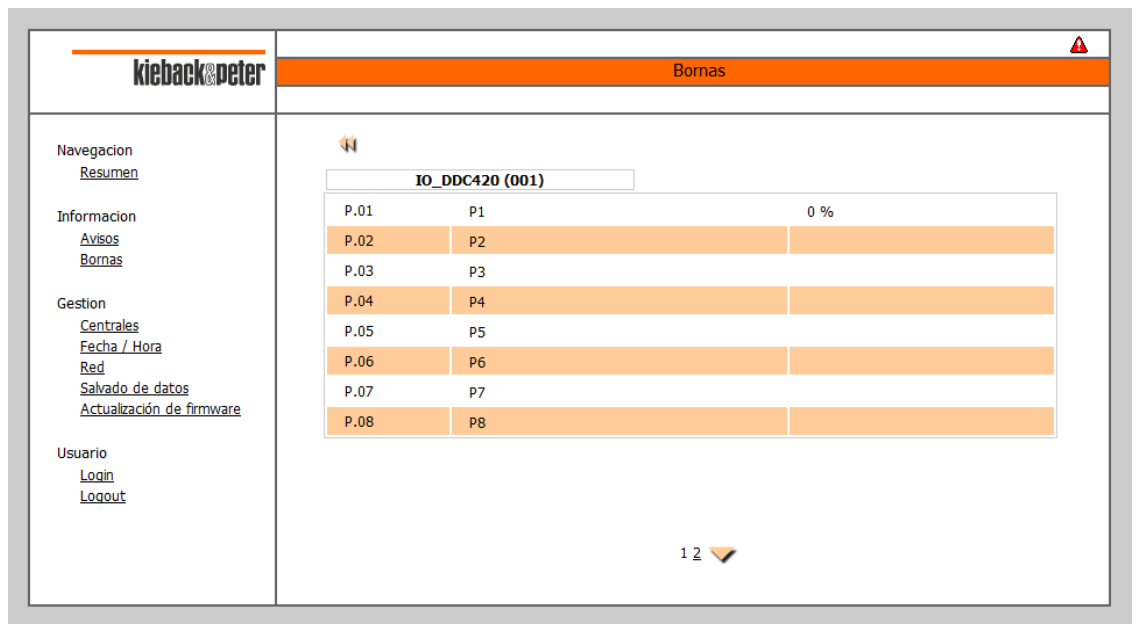 kieback&peter
Bornas
Navegacion
Resumen
Informacion
Avisos
Bornas
Gestion
Centrales
Fecha / Hora
Red
Salvado de datos
Actualización de firmware
Usuario
Login
Logout
IO_DDC420 (001)
P.01 P1 0 %
P.02 P2
P.03 P3
P.04 P4
P.05 P5
P.06 P6
P.07 P7
P.08 P8
1 2